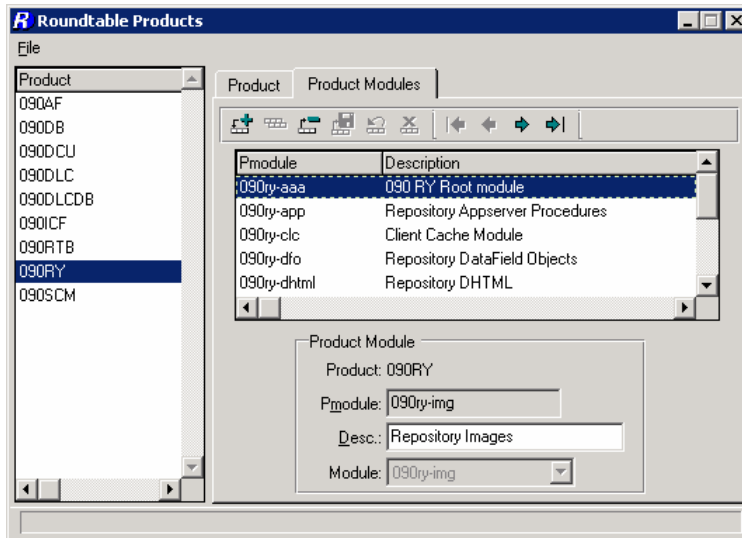 R Roundtable Products
File
Product
090AF
090DB
090DCU
090DLC
090DLCDB
090ICF
090RTB
090RY
090SCM
Product Product Modules
Pmodule Description
090ry-aaa 090 RY Root module
090ry-app Repository Appserver Procedures
090ry-clc Client Cache Module
090ry-dfo Repository DataField Objects
090ry-dhtml Repository DHTML
Product Module
Product: 090RY
Pmodule: 090ry-img
Desc.: Repository Images
Module: 090ry-img